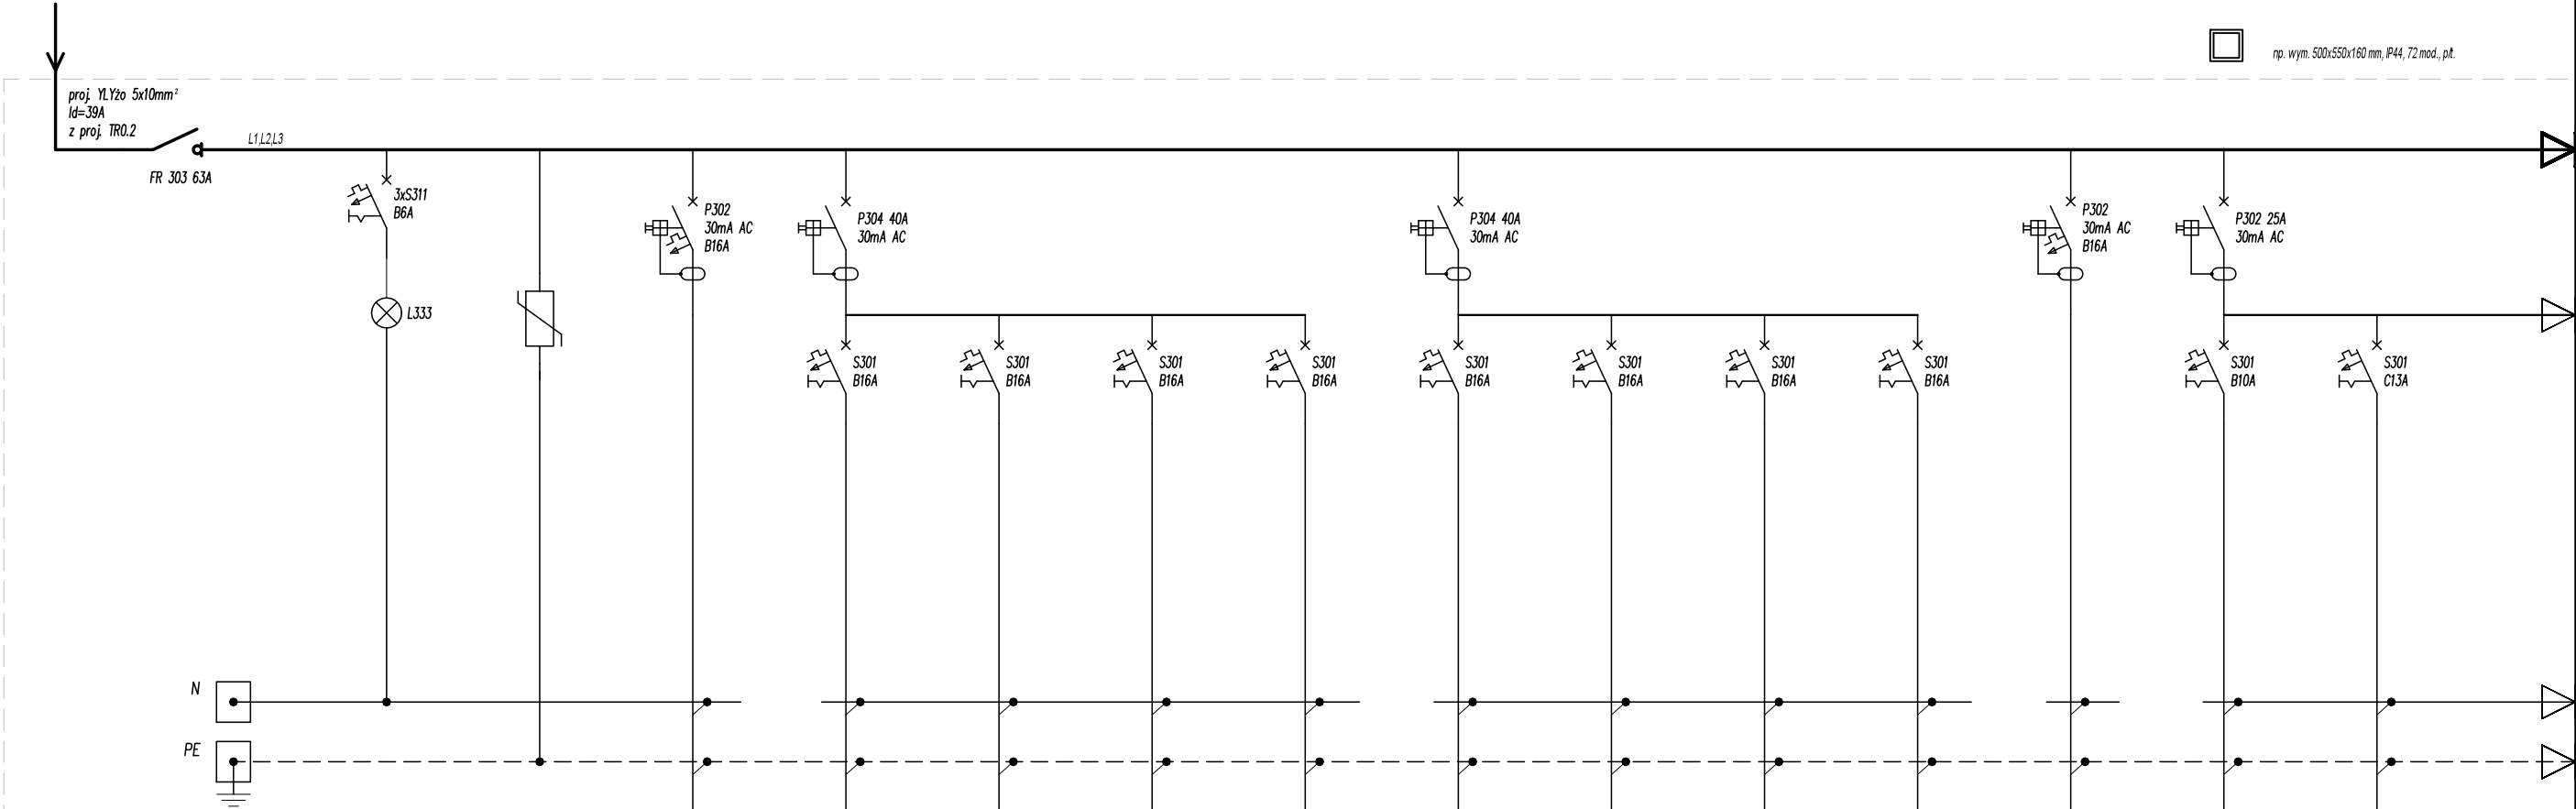 np. wym. 500x550x160 mm, IP44, 72 mod., p/t.
proj. YLYżo 5x10mm²
Id=39A
z proj. TR0.2
L1,L2,L3
FR 303 63A
3xS311
B6A
P302
30mA AC
B16A
P304 40A
30mA AC
P304 40A
30mA AC
P302
30mA AC
B16A
P302 25A
30mA AC
L333
S301
B16A
S301
B16A
S301
B16A
S301
B16A
S301
B16A
S301
B16A
S301
B16A
S301
B16A
S301
B10A
S301
C13A
N
PE